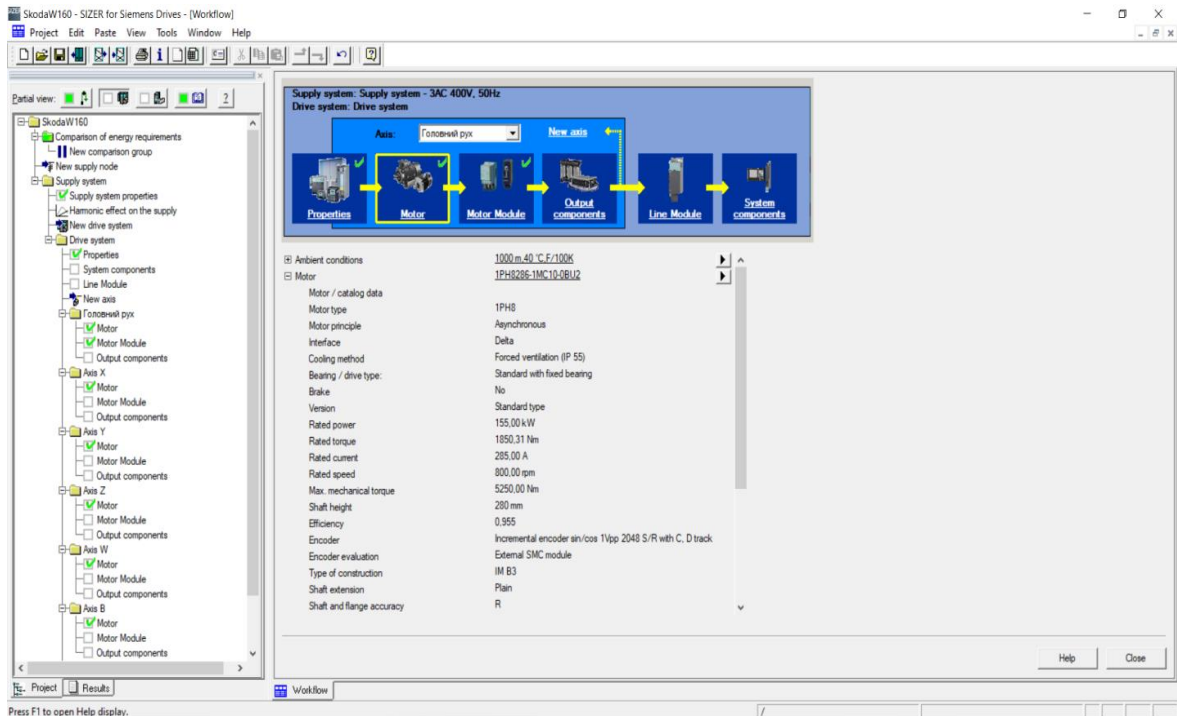 SkodaW160 - SIZER for Siemens Drives - [Workflow]
Project Edit Paste View Tools Window Help
Partial view:
SkodaW160
Comparison of energy requirements
New comparison group
New supply node
Supply system
Supply system properties
Harmonic effect on the supply
New drive system
Drive system
Properties
System components
Line Module
New axis
Головний рух
Motor
Motor Module
Output components
Axis X
Motor
Motor Module
Output components
Axis Y
Motor
Motor Module
Output components
Axis Z
Motor
Motor Module
Output components
Axis W
Motor
Motor Module
Output components
Axis B
Motor
Motor Module
Output components
Project Results
Supply system: Supply system - 3AC 400V, 50Hz
Drive system: Drive system
Axis: Головний рух New axis
Properties Motor Motor Module Output components Line Module System components
Ambient conditions 1000 m,40 °C,F/100K
Motor 1PH8286-1MC10-0BU2
Motor / catalog data
Motor type 1PH8
Motor principle Asynchronous
Interface Delta
Cooling method Forced ventilation (IP 55)
Bearing / drive type: Standard with fixed bearing
Brake No
Version Standard type
Rated power 155,00 kW
Rated torque 1850,31 Nm
Rated current 285,00 A
Rated speed 800,00 rpm
Max. mechanical torque 5250,00 Nm
Shaft height 280 mm
Efficiency 0,955
Encoder Incremental encoder sin/cos 1Vpp 2048 S/R with C, D track
Encoder evaluation External SMC module
Type of construction IM B3
Shaft extension Plain
Shaft and flange accuracy R
Help Close
Workflow
Press F1 to open Help display.
/